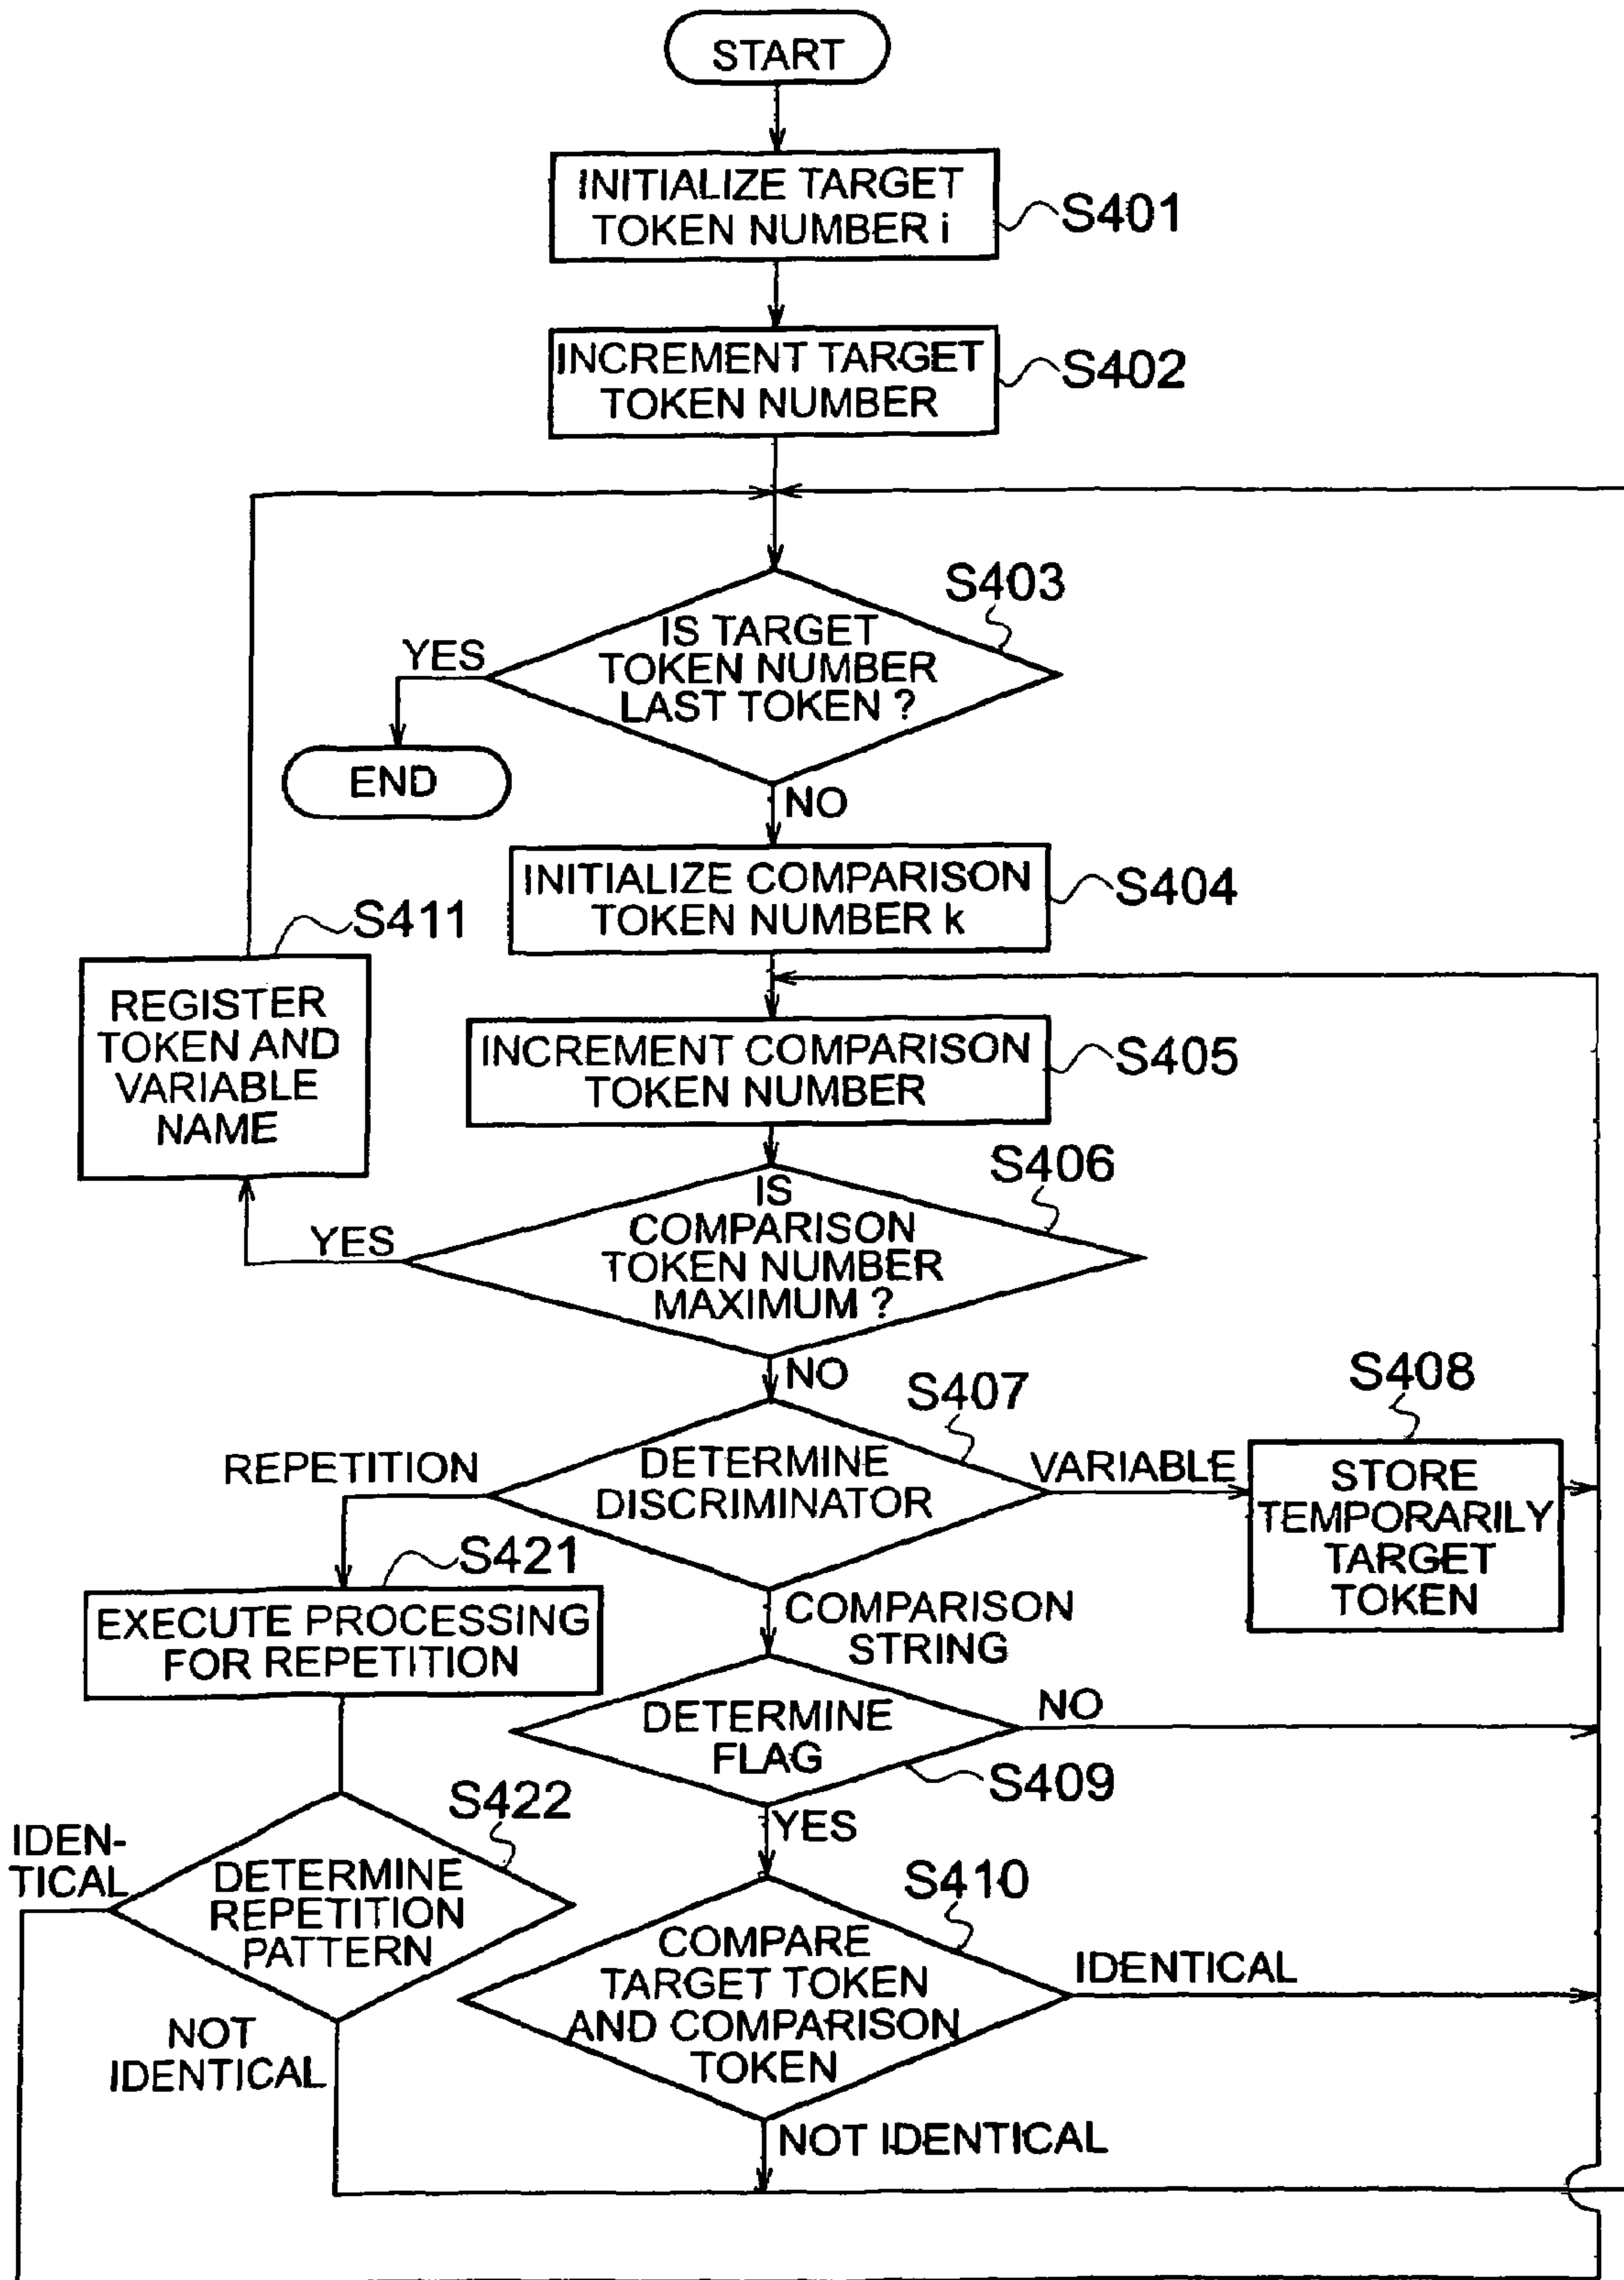 START
INITIALIZE TARGET
TOKEN NUMBER i
S401
INCREMENT TARGET
TOKEN NUMBER
S402
S403
IS TARGET
TOKEN NUMBER
LAST TOKEN ?
YES
END
NO
INITIALIZE COMPARISON
TOKEN NUMBER k
S404
S411
REGISTER
TOKEN AND
VARIABLE
NAME
INCREMENT COMPARISON
TOKEN NUMBER
S405
S406
IS
COMPARISON
TOKEN NUMBER
MAXIMUM ?
YES
NO
S407
S408
REPETITION
DETERMINE
DISCRIMINATOR
VARIABLE
STORE
TEMPORARILY
TARGET
TOKEN
S421
EXECUTE PROCESSING
FOR REPETITION
COMPARISON
STRING
DETERMINE
FLAG
NO
S409
YES
S422
IDEN-
TICAL
DETERMINE
REPETITION
PATTERN
NOT
IDENTICAL
S410
COMPARE
TARGET TOKEN
AND COMPARISON
TOKEN
IDENTICAL
NOT IDENTICAL